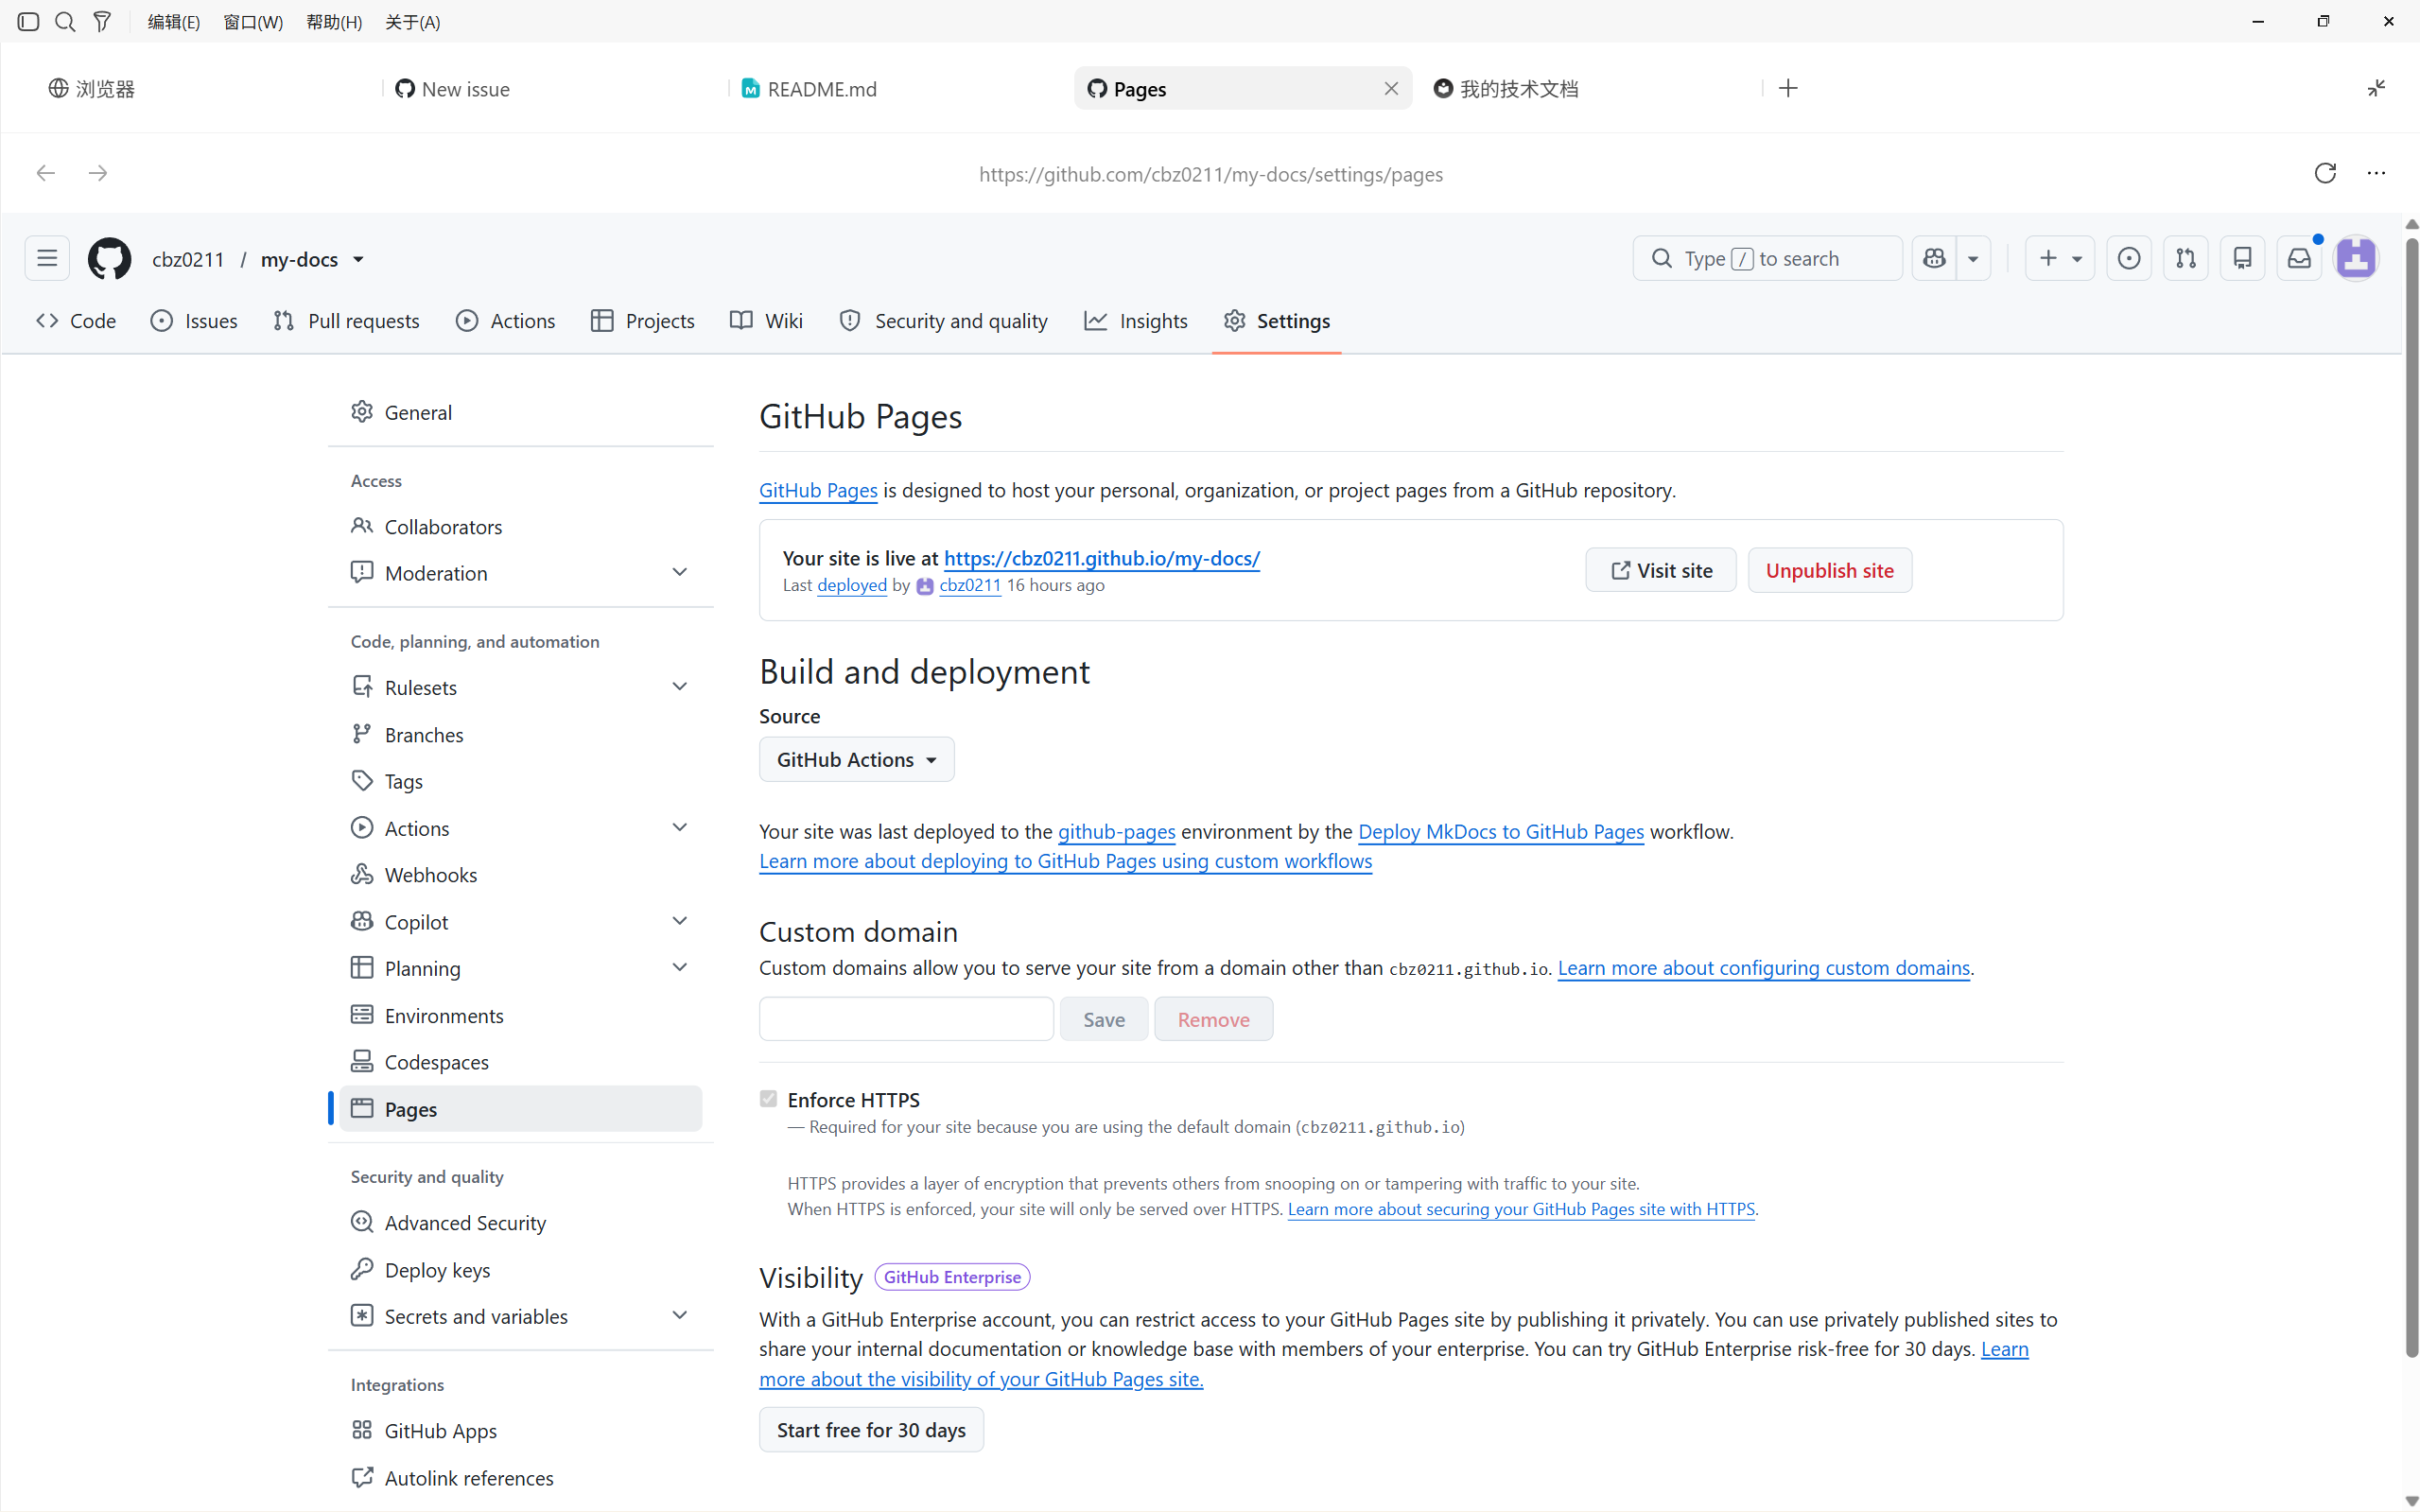 编辑(E) 窗口(W) 帮助(H) 关于(A)
浏览器 New issue README.md Pages 我的技术文档
https://github.com/cbz0211/my-docs/settings/pages
cbz0211 / my-docs Type / to search
Code Issues Pull requests Actions Projects Wiki Security and quality Insights Settings
General
Access
Collaborators
Moderation
Code, planning, and automation
Rulesets
Branches
Tags
Actions
Webhooks
Copilot
Planning
Environments
Codespaces
Pages
Security and quality
Advanced Security
Deploy keys
Secrets and variables
Integrations
GitHub Apps
Autolink references
GitHub Pages
GitHub Pages is designed to host your personal, organization, or project pages from a GitHub repository.
Your site is live at https://cbz0211.github.io/my-docs/
Last deployed by cbz0211 16 hours ago
Visit site Unpublish site
Build and deployment
Source
GitHub Actions
Your site was last deployed to the github-pages environment by the Deploy MkDocs to GitHub Pages workflow.
Learn more about deploying to GitHub Pages using custom workflows
Custom domain
Custom domains allow you to serve your site from a domain other than cbz0211.github.io. Learn more about configuring custom domains.
Save Remove
Enforce HTTPS
— Required for your site because you are using the default domain (cbz0211.github.io)
HTTPS provides a layer of encryption that prevents others from snooping on or tampering with traffic to your site.
When HTTPS is enforced, your site will only be served over HTTPS. Learn more about securing your GitHub Pages site with HTTPS.
Visibility GitHub Enterprise
With a GitHub Enterprise account, you can restrict access to your GitHub Pages site by publishing it privately. You can use privately published sites to
share your internal documentation or knowledge base with members of your enterprise. You can try GitHub Enterprise risk-free for 30 days. Learn
more about the visibility of your GitHub Pages site.
Start free for 30 days